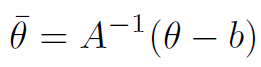 θ̄ = A⁻¹(θ − b)